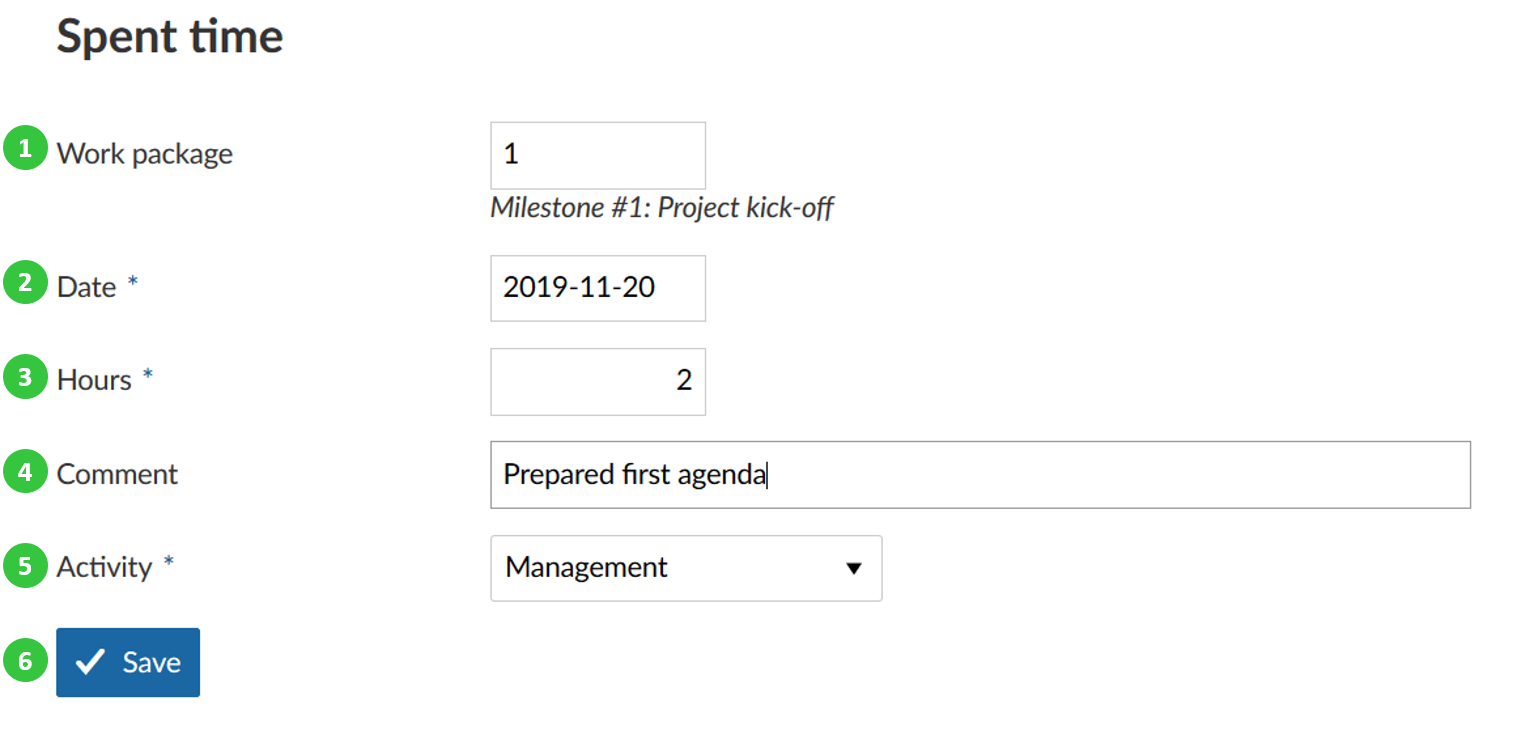 Spent time
1 Work package 1
Milestone #1: Project kick-off
2 Date * 2019-11-20
3 Hours * 2
4 Comment Prepared first agenda
5 Activity * Management
6 Save